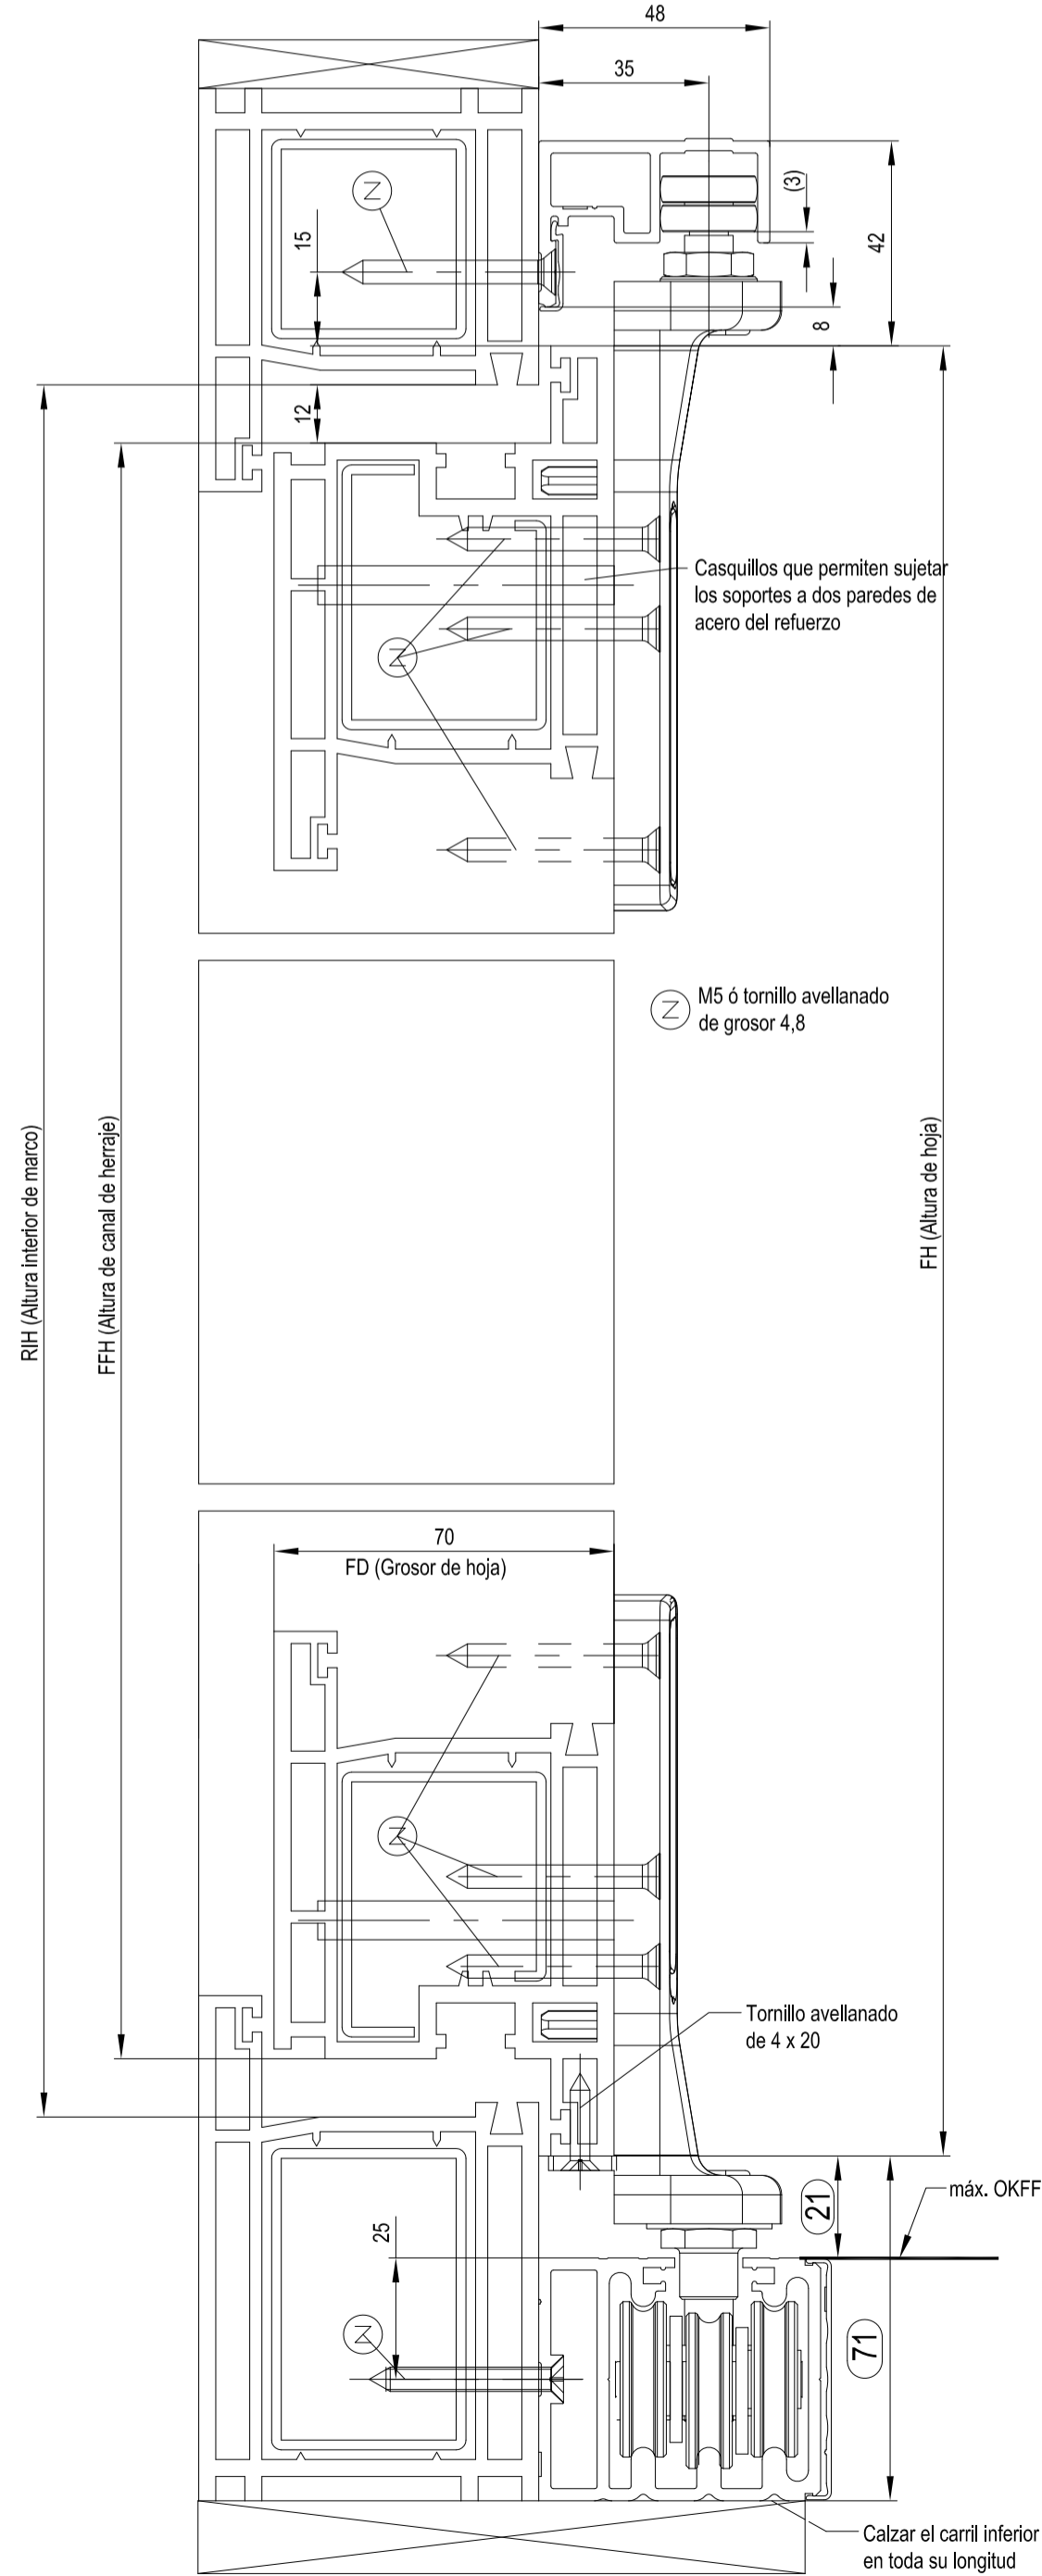 48
35
(3)
42
15
8
12
Casquillos que permiten sujetar
los soportes a dos paredes de
acero del refuerzo
Z
Z
Z M5 ó tornillo avellanado
de grosor 4,8
RIH (Altura interior de marco)
FFH (Altura de canal de herraje)
FH (Altura de hoja)
70
FD (Grosor de hoja)
Z
Tornillo avellanado
de 4 x 20
21
máx. OKFF
25
Z
71
Calzar el carril inferior
en toda su longitud